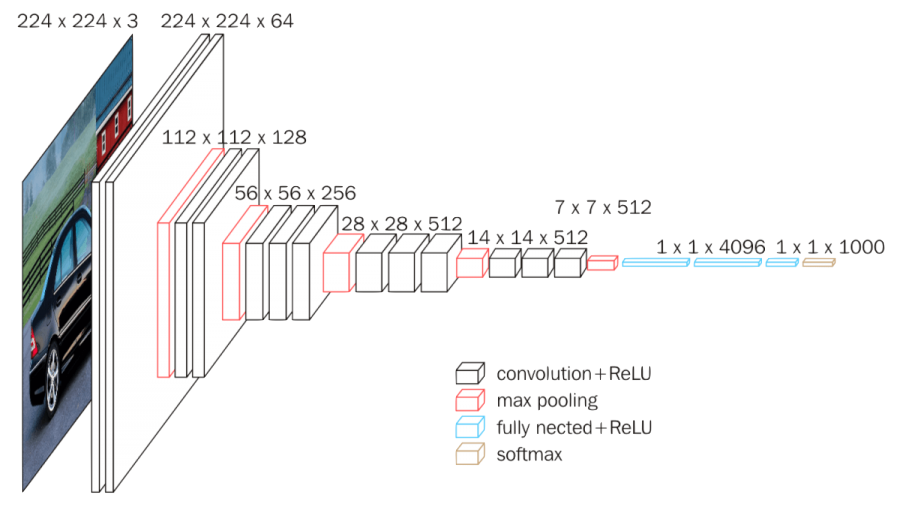 224 x 224 x 3
224 x 224 x 64
112 x 112 x 128
56 x 56 x 256
28 x 28 x 512
14 x 14 x 512
7 x 7 x 512
1 x 1 x 4096
1 x 1 x 1000
convolution+ReLU
max pooling
fully nected+ReLU
softmax